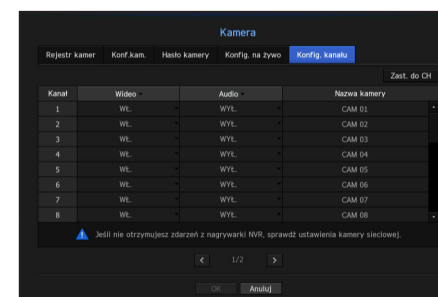 Kamera
Rejestr kamer Konf.kam. Hasło kamery Konfig. na żywo Konfig. kanału
Zast. do CH
Kanał Wideo Audio Nazwa kamery
1 WŁ. WYŁ. CAM 01
2 WŁ. WYŁ. CAM 02
3 WŁ. WYŁ. CAM 03
4 WŁ. WYŁ. CAM 04
5 WŁ. WYŁ. CAM 05
6 WŁ. WYŁ. CAM 06
7 WŁ. WYŁ. CAM 07
8 WŁ. WYŁ. CAM 08
Jeśli nie otrzymujesz zdarzeń z nagrywarki NVR, sprawdź ustawienia kamery sieciowej.
< 1/2 >
OK Anuluj